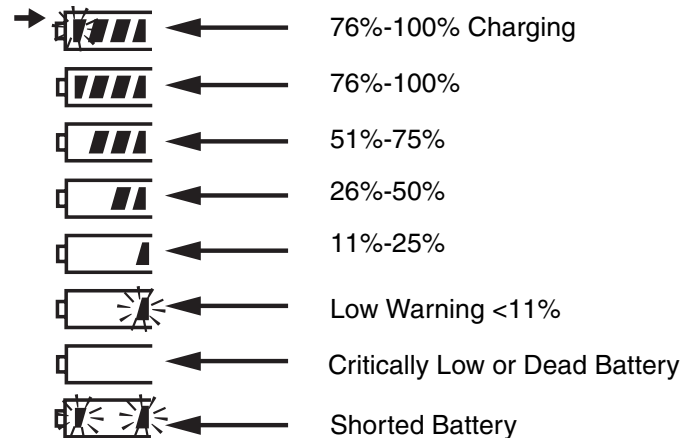 76%-100% Charging
76%-100%
51%-75%
26%-50%
11%-25%
Low Warning <11%
Critically Low or Dead Battery
Shorted Battery